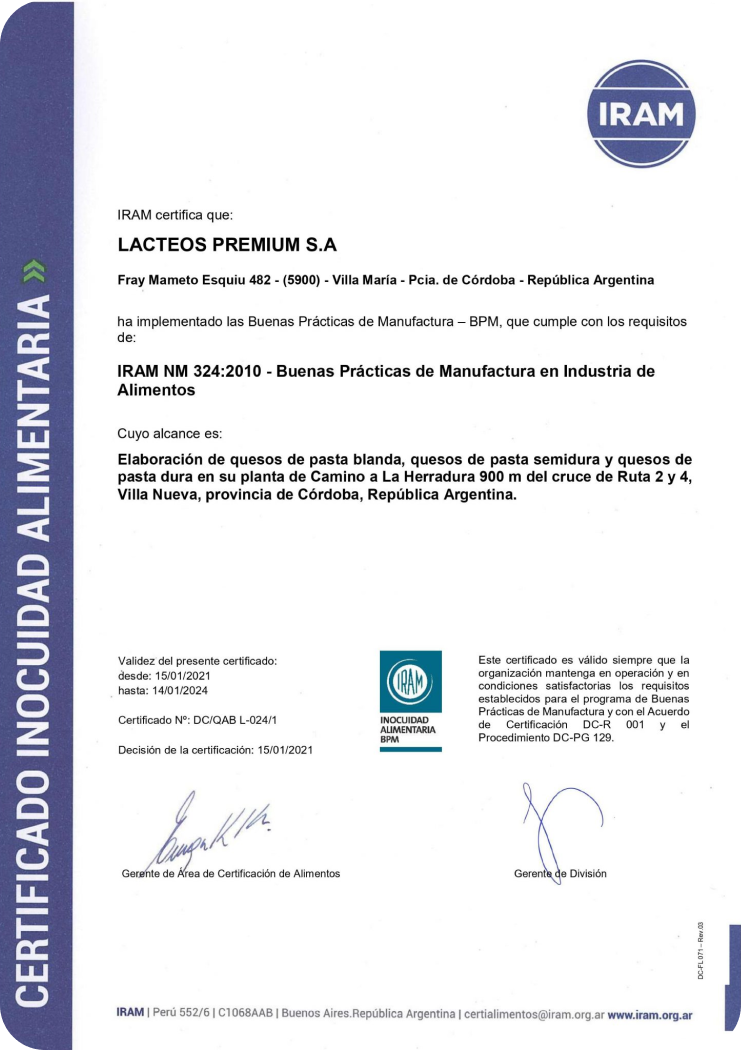 CERTIFICADO INOCUIDAD ALIMENTARIA
IRAM
IRAM certifica que:
LACTEOS PREMIUM S.A
Fray Mameto Esquiu 482 - (5900) - Villa María - Pcia. de Córdoba - República Argentina
ha implementado las Buenas Prácticas de Manufactura – BPM, que cumple con los requisitos
de:
IRAM NM 324:2010 - Buenas Prácticas de Manufactura en Industria de
Alimentos
Cuyo alcance es:
Elaboración de quesos de pasta blanda, quesos de pasta semidura y quesos de
pasta dura en su planta de Camino a La Herradura 900 m del cruce de Ruta 2 y 4,
Villa Nueva, provincia de Córdoba, República Argentina.
Validez del presente certificado:
desde: 15/01/2021
hasta: 14/01/2024
Certificado Nº: DC/QAB L-024/1
Decisión de la certificación: 15/01/2021
IRAM
INOCUIDAD
ALIMENTARIA
BPM
Este certificado es válido siempre que la
organización mantenga en operación y en
condiciones satisfactorias los requisitos
establecidos para el programa de Buenas
Prácticas de Manufactura y con el Acuerdo
de Certificación DC-R 001 y el
Procedimiento DC-PG 129.
Gerente de Área de Certificación de Alimentos
Gerente de División
DC-FL 071 – Rev.03
IRAM | Perú 552/6 | C1068AAB | Buenos Aires.República Argentina | certialimentos@iram.org.ar www.iram.org.ar